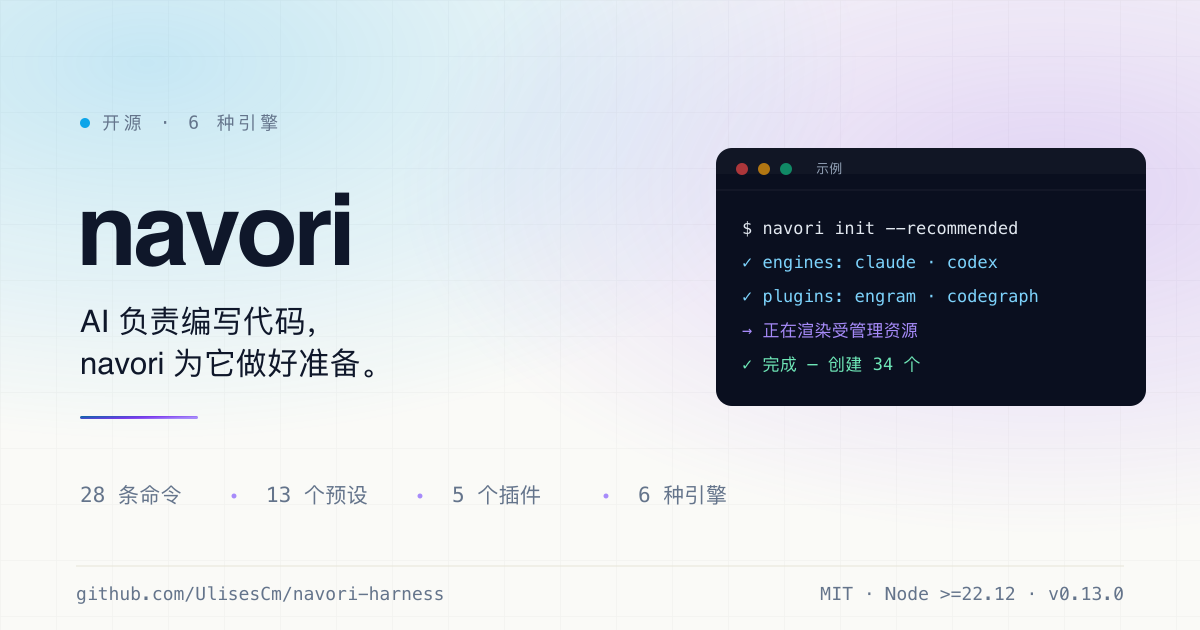 开源 · 6 种引擎
navori
AI 负责编写代码，
navori 为它做好准备。
示例
$ navori init --recommended
✓ engines: claude · codex
✓ plugins: engram · codegraph
→ 正在渲染受管理资源
✓ 完成 — 创建 34 个
28 条命令 • 13 个预设 • 5 个插件 • 6 种引擎
github.com/UlisesCm/navori-harness
MIT · Node >=22.12 · v0.13.0